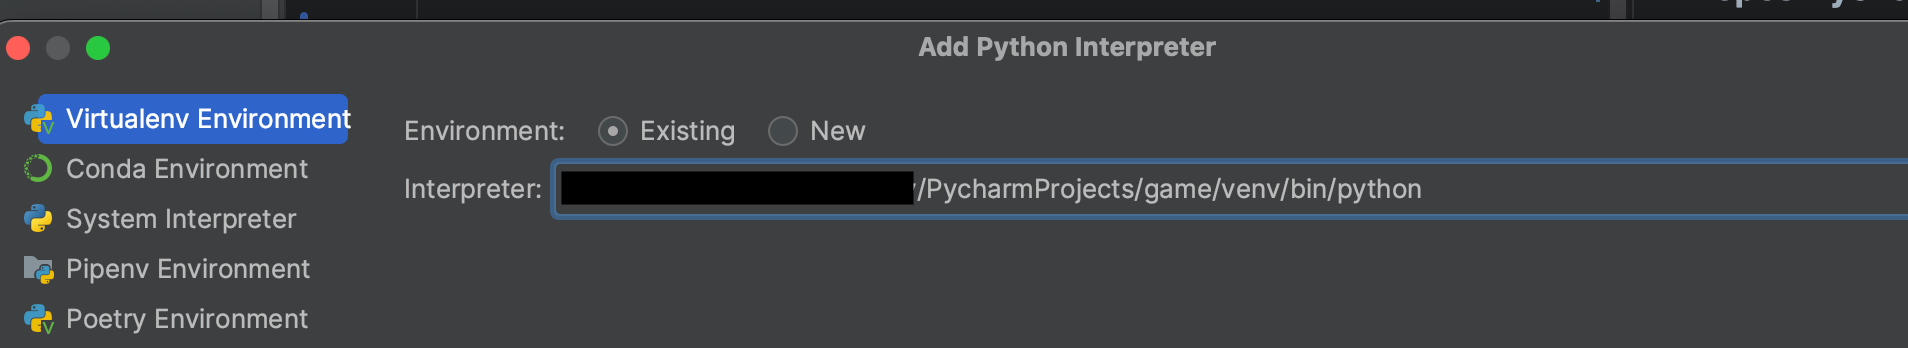 Add Python Interpreter
Virtualenv Environment
Conda Environment
System Interpreter
Pipenv Environment
Poetry Environment
Environment: Existing New
Interpreter: /PycharmProjects/game/venv/bin/python